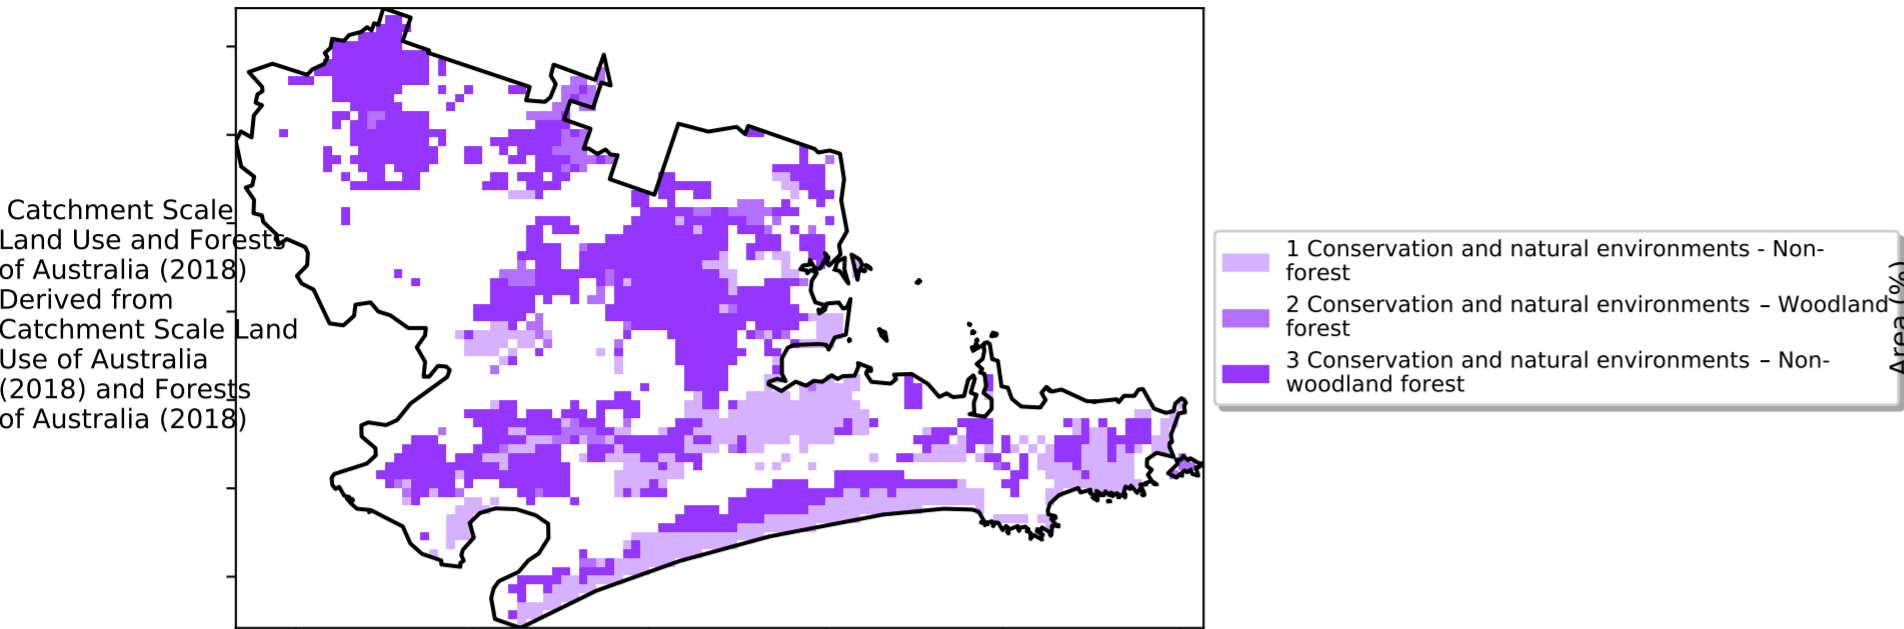 Catchment Scale
Land Use and Forests
of Australia (2018)
Derived from
Catchment Scale Land
Use of Australia
(2018) and Forests
of Australia (2018)
1 Conservation and natural environments - Non-
forest
2 Conservation and natural environments – Woodland
forest
3 Conservation and natural environments – Non-
woodland forest
Area (%)